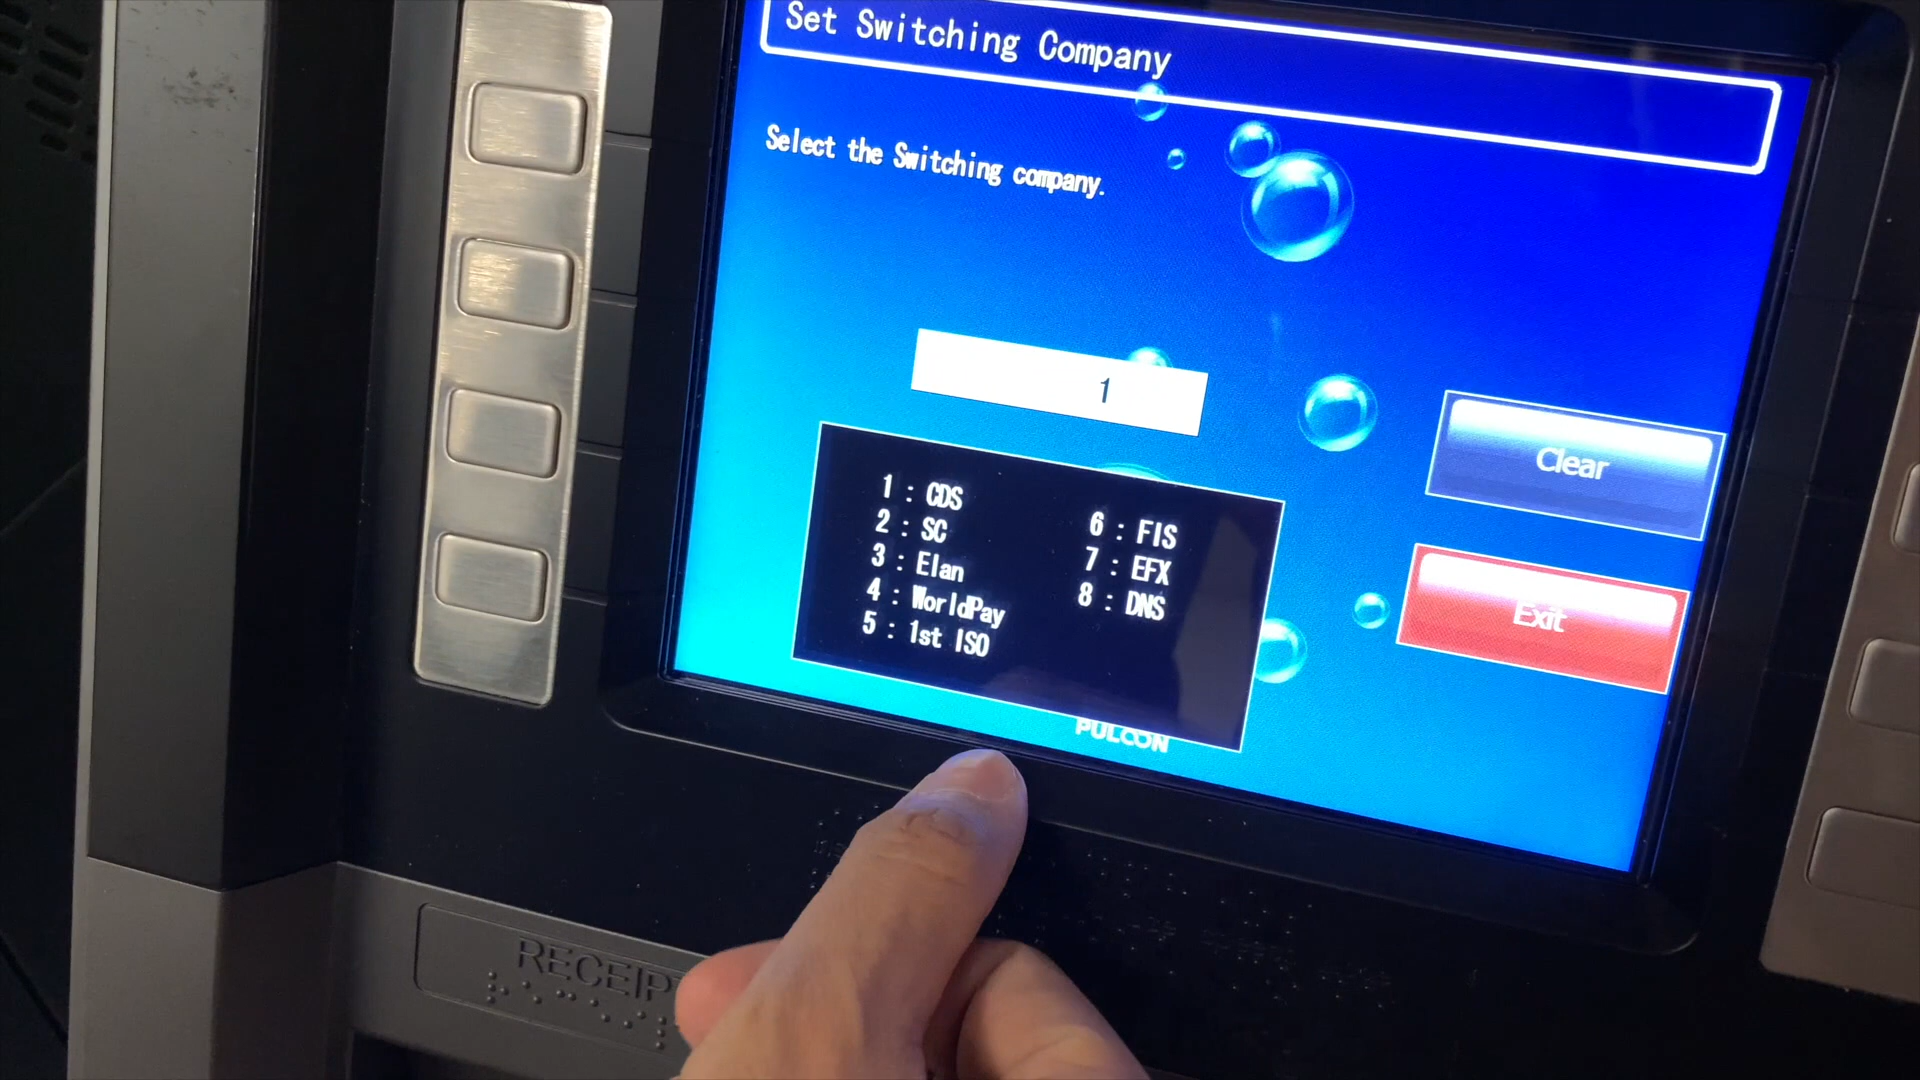 Set Switching Company
Select the Switching company.
1
1 : CDS
2 : SC
3 : Elan
4 : WorldPay
5 : 1st ISO
6 : FIS
7 : EFX
8 : DNS
Clear
Exit
PULOON
RECEIP